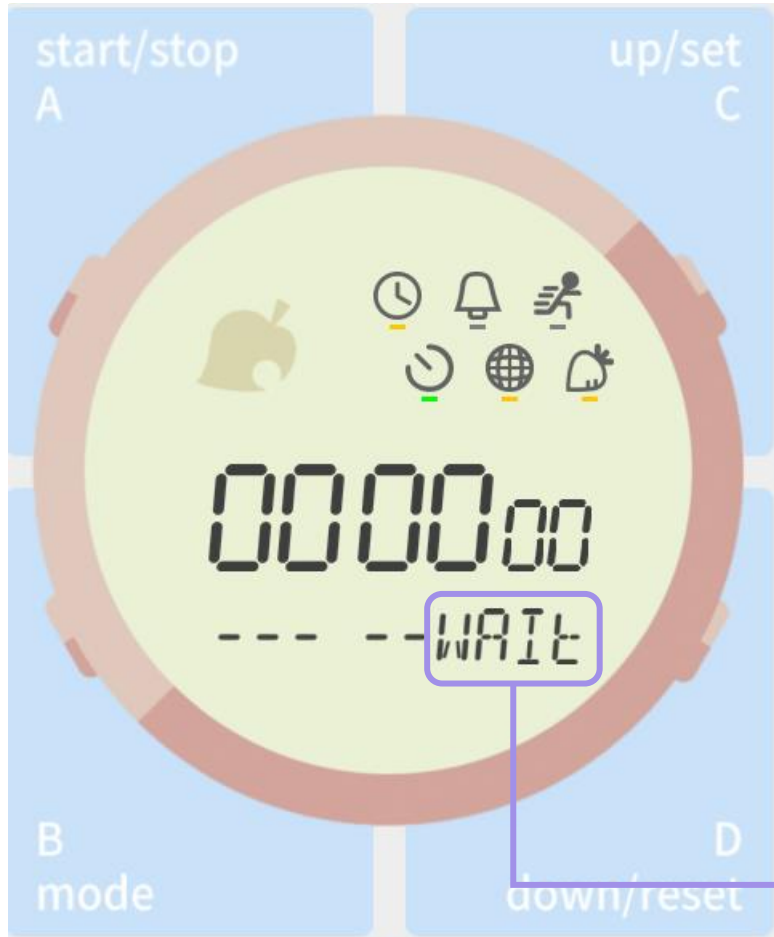 start/stop
A
up/set
C
0000 00
--- --WAIt
B
mode
D
down/reset